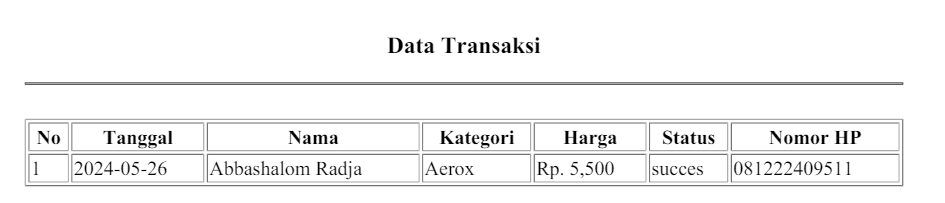 Data Transaksi
No Tanggal Nama Kategori Harga Status Nomor HP
1 2024-05-26 Abbashalom Radja Aerox Rp. 5,500 succes 081222409511